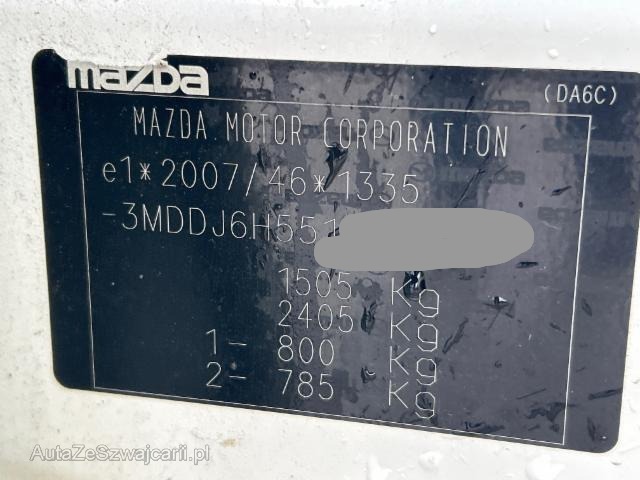 mazda
(DA6C)
MAZDA MOTOR CORPORATION
e1*2007/46*1335
-3MDDJ6H551
1505 Kg
2405 Kg
1- 800 Kg
2- 785 Kg
AutaZeSzwajcarii.pl